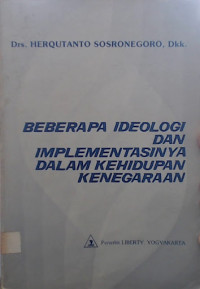 Drs. HERQUTANTO SOSRONEGORO, Dkk.
BEBERAPA IDEOLOGI
DAN
IMPLEMENTASINYA
DALAM KEHIDUPAN
KENEGARAAN
Penerbit LIBERTY YOGYAKARTA